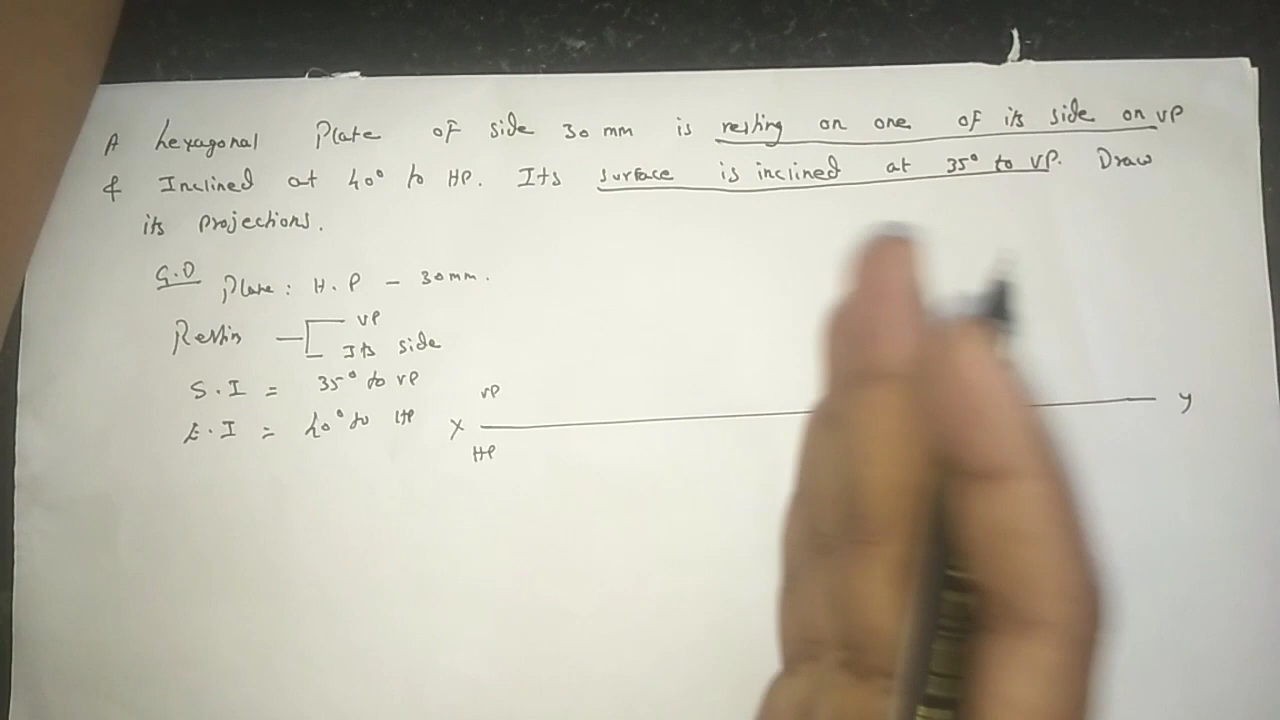 A hexagonal Plate of side 30 mm is resting on one of its side on VP
& Inclined at 40° to HP. Its surface is inclined at 35° to VP. Draw
its projections.
G.D Plane: H.P - 30mm.
Restin VP
Its side
S.I = 35° to VP
E.I = 40° to HP
VP
X y
HP